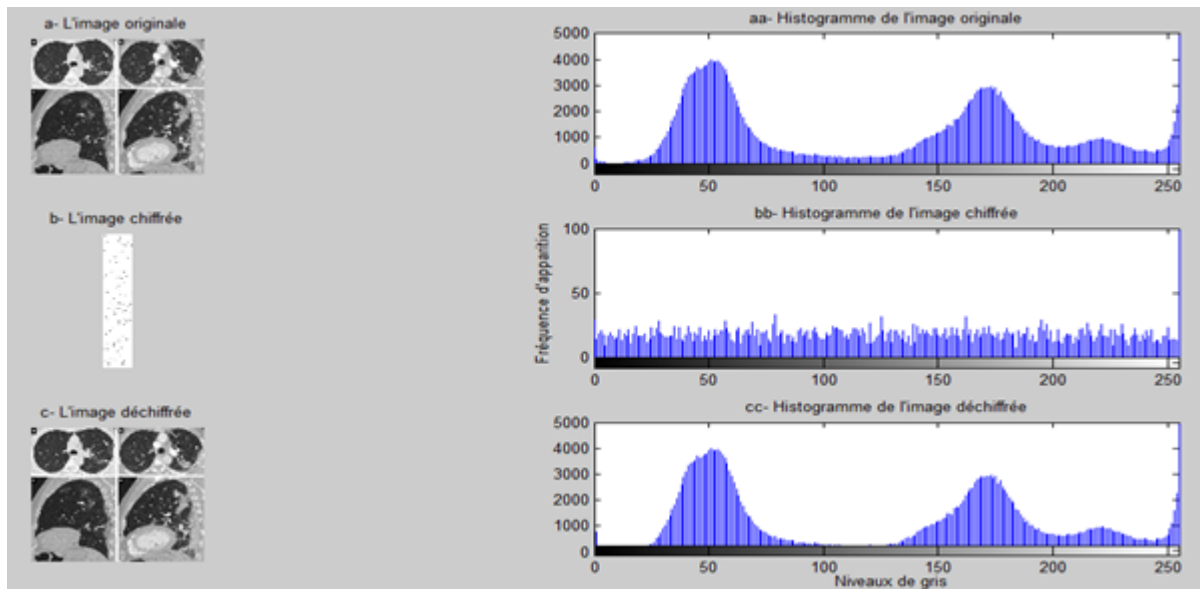 a- L'image originale
aa- Histogramme de l'image originale
5000
4000
3000
2000
1000
0
0 50 100 150 200 250
b- L'image chiffrée
bb- Histogramme de l'image chiffrée
Fréquence d'apparition
100
50
0
0 50 100 150 200 250
c- L'image déchiffrée
cc- Histogramme de l'image déchiffrée
5000
4000
3000
2000
1000
0
0 50 100 150 200 250
Niveaux de gris